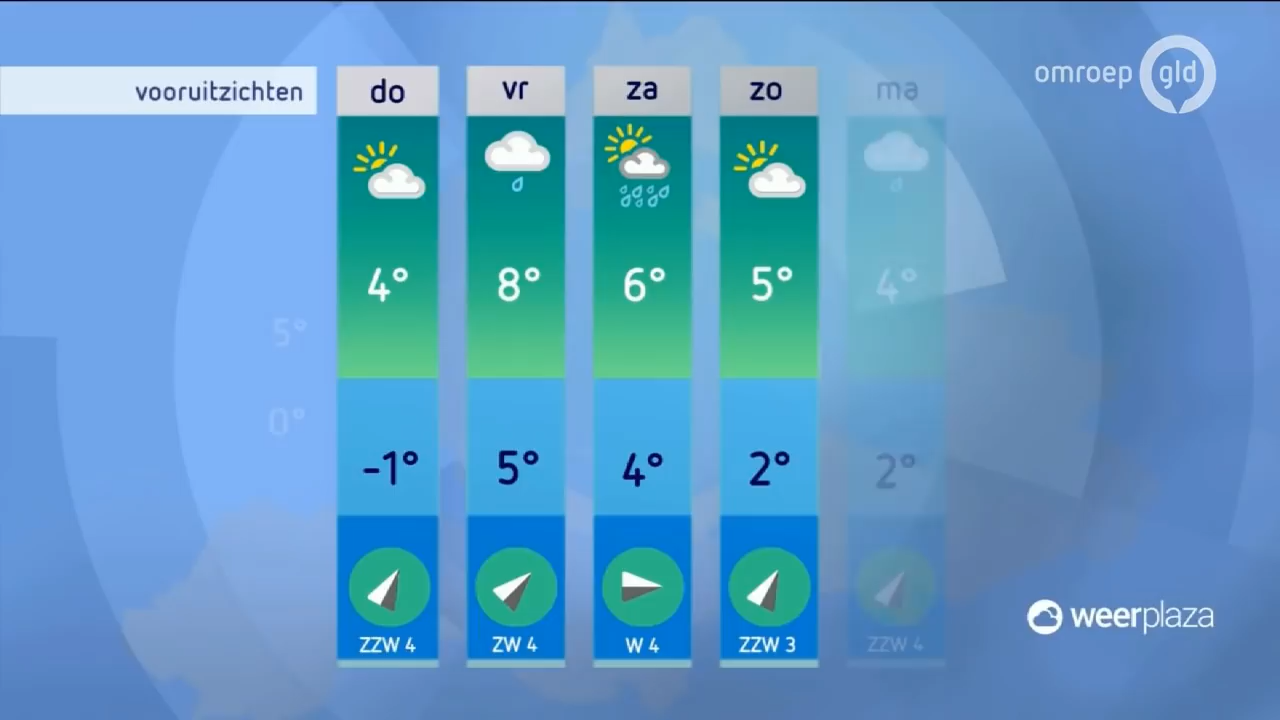 omroep gld
vooruitzichten
do vr za zo ma
4° 8° 6° 5° 4°
5°
0°
-1° 5° 4° 2° 2°
ZZW 4 ZW 4 W 4 ZZW 3 ZZW 4
weerplaza